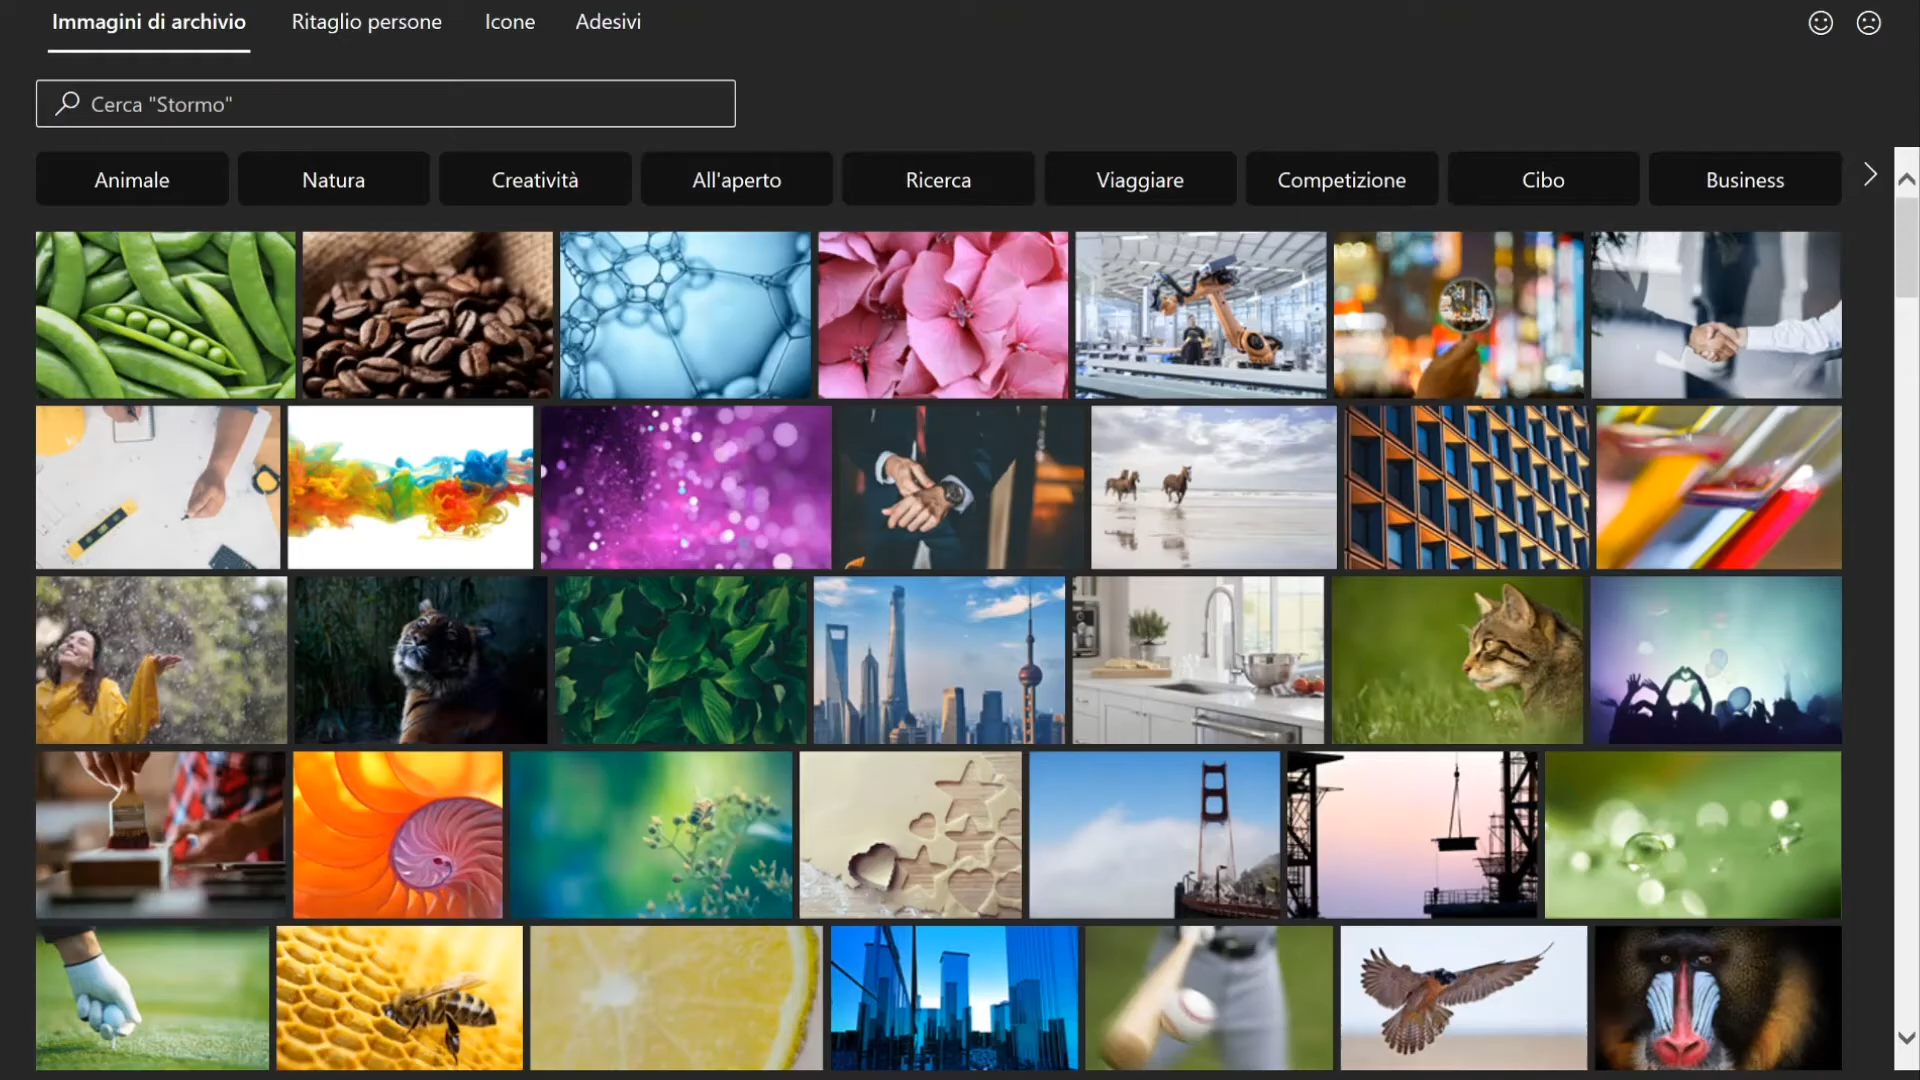 Immagini di archivio Ritaglio persone Icone Adesivi
Cerca "Stormo"
Animale Natura Creatività All'aperto Ricerca Viaggiare Competizione Cibo Business